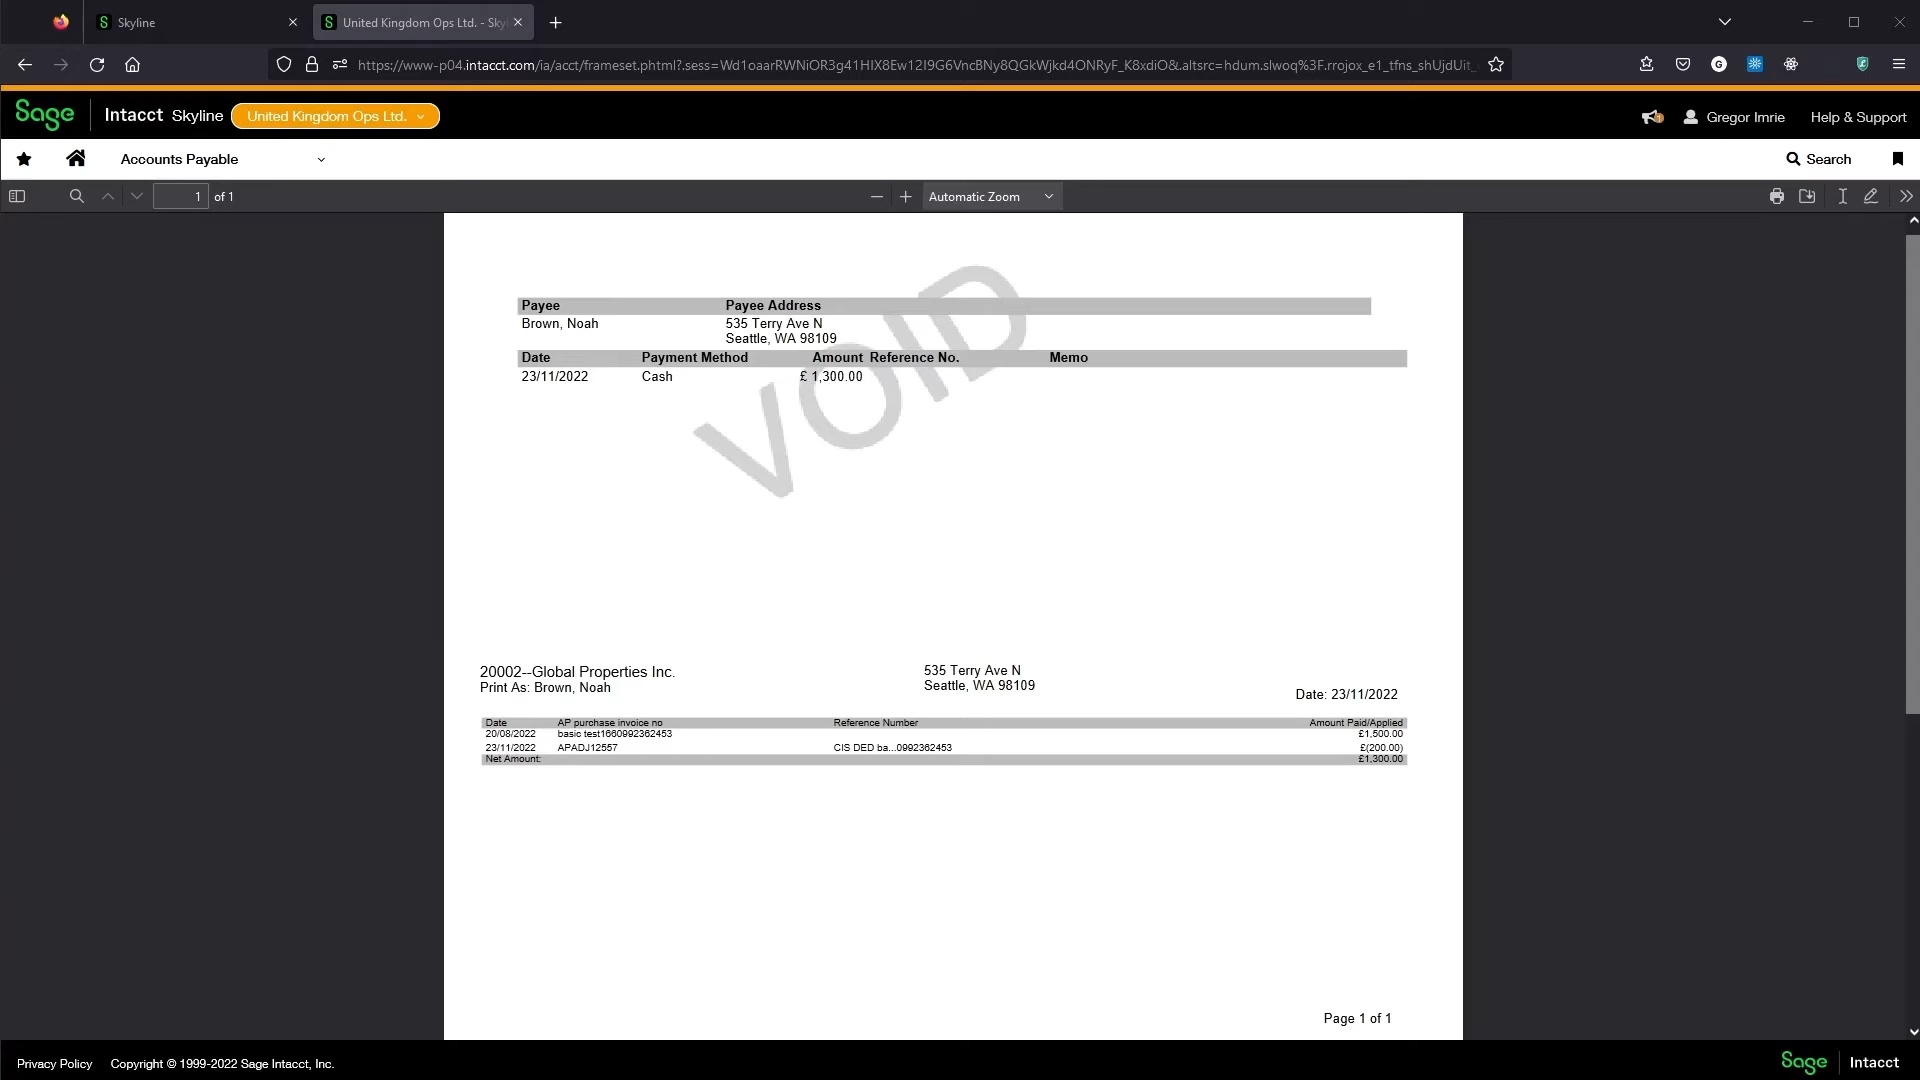 Skyline
United Kingdom Ops Ltd. - Sky
https://www-p04.intacct.com/ia/acct/frameset.phtml?.sess=Wd1oaarRWNiOR3g41HIX8Ew12I9G6VncBNy8QGkWjkd4ONRyF_K8xdiO&.altsrc=hdum.slwoq%3F.rrojox_e1_tfns_shUjdUit_
Sage Intacct Skyline United Kingdom Ops Ltd.
1 Gregor Imrie Help & Support
Accounts Payable
Search
1 of 1
Automatic Zoom
VOID
Payee Payee Address
Brown, Noah 535 Terry Ave N
Seattle, WA 98109
Date Payment Method Amount Reference No. Memo
23/11/2022 Cash £ 1,300.00
20002--Global Properties Inc. 535 Terry Ave N
Print As: Brown, Noah Seattle, WA 98109
Date: 23/11/2022
Date AP purchase invoice no Reference Number Amount Paid/Applied
20/08/2022 basic test1660992362453 £1,500.00
23/11/2022 APADJ12557 CIS DED ba...0992362453 £(200.00)
Net Amount: £1,300.00
Page 1 of 1
Privacy Policy Copyright © 1999-2022 Sage Intacct, Inc.
Sage Intacct